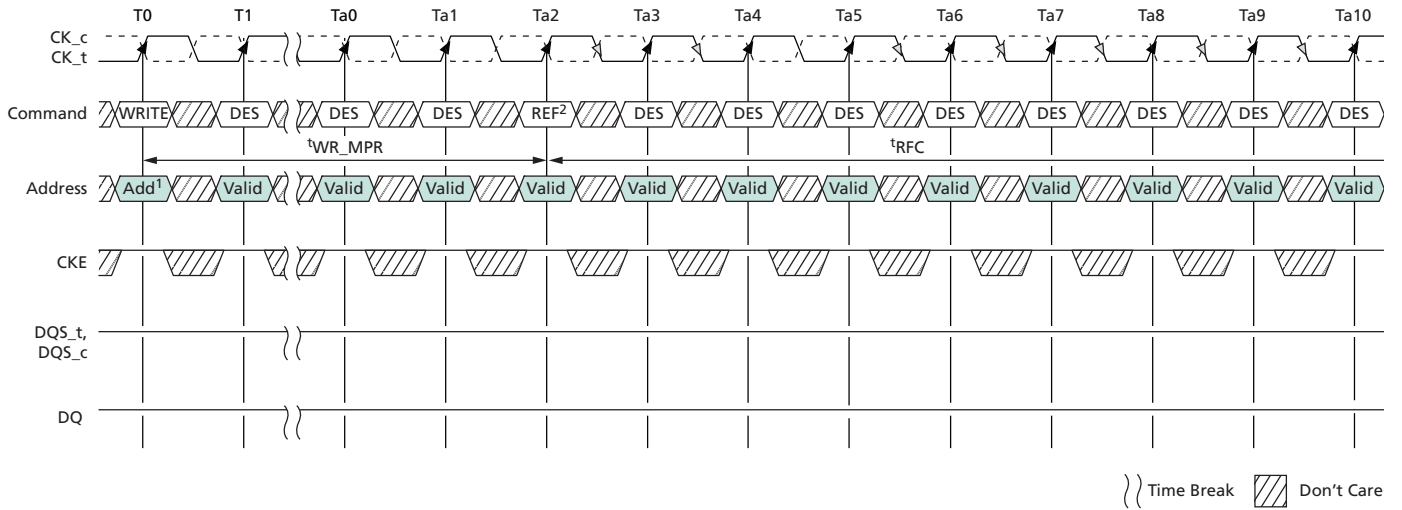 T0 T1 Ta0 Ta1 Ta2 Ta3 Ta4 Ta5 Ta6 Ta7 Ta8 Ta9 Ta10
CK_c
CK_t
Command WRITE DES DES DES REF2 DES DES DES DES DES DES DES DES
tWR_MPR tRFC
Address Add1 Valid Valid Valid Valid Valid Valid Valid Valid Valid Valid Valid Valid
CKE
DQS_t,
DQS_c
DQ
Time Break Don't Care